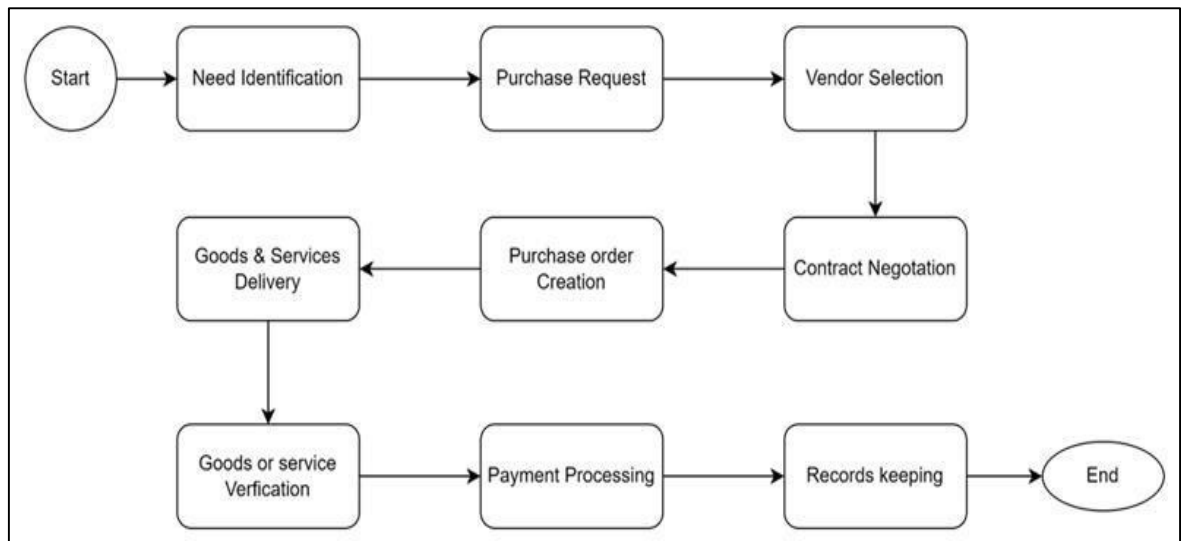 Start
Need Identification
Purchase Request
Vendor Selection
Contract Negotation
Purchase order
Creation
Goods & Services
Delivery
Goods or service
Verfication
Payment Processing
Records keeping
End